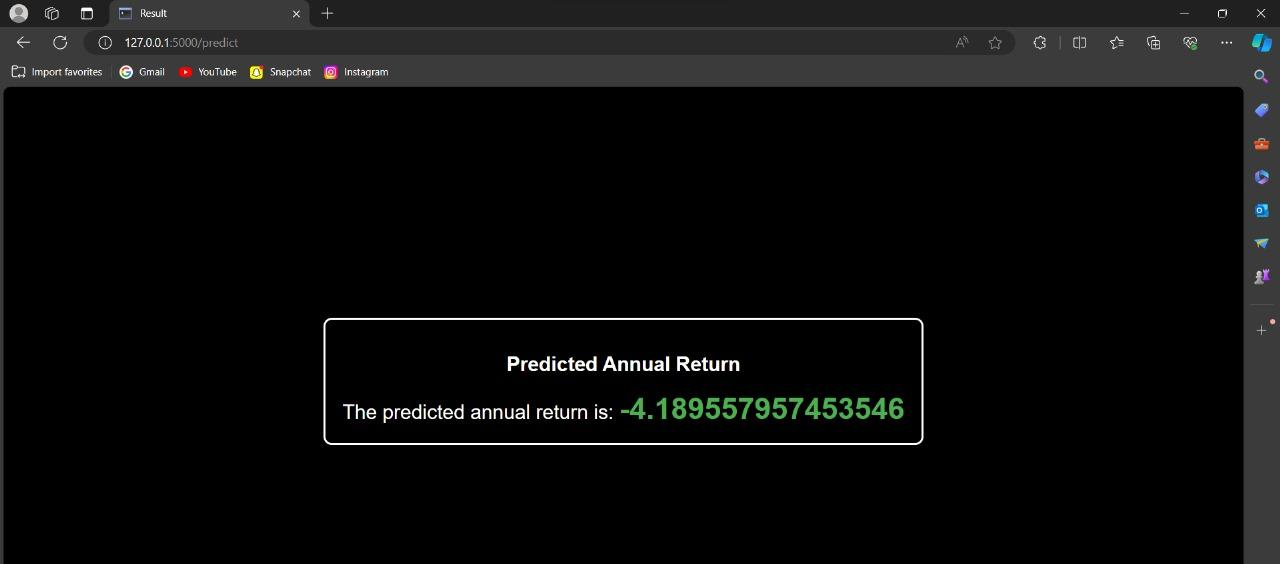 Result
127.0.0.1:5000/predict
Import favorites Gmail YouTube Snapchat Instagram
Predicted Annual Return
The predicted annual return is: -4.189557957453546